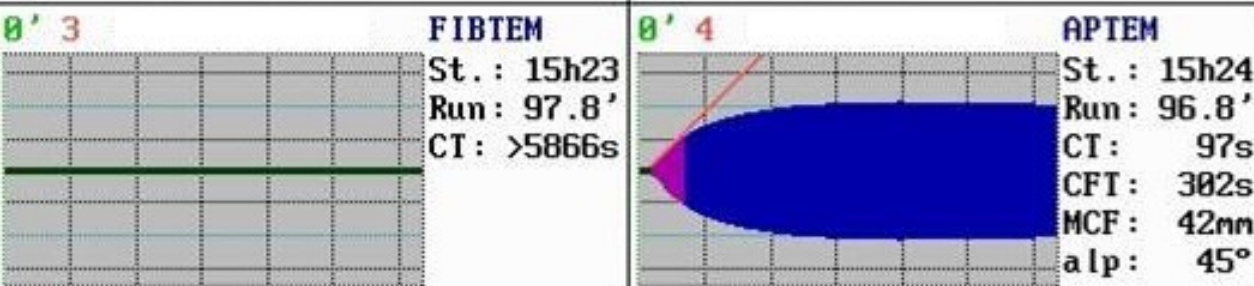 0' 3
FIBTEM
St.: 15h23
Run: 97.8'
CT: >5866s
0' 4
APTEM
St.: 15h24
Run: 96.8'
CT: 97s
CFT: 302s
MCF: 42mm
alp: 45°